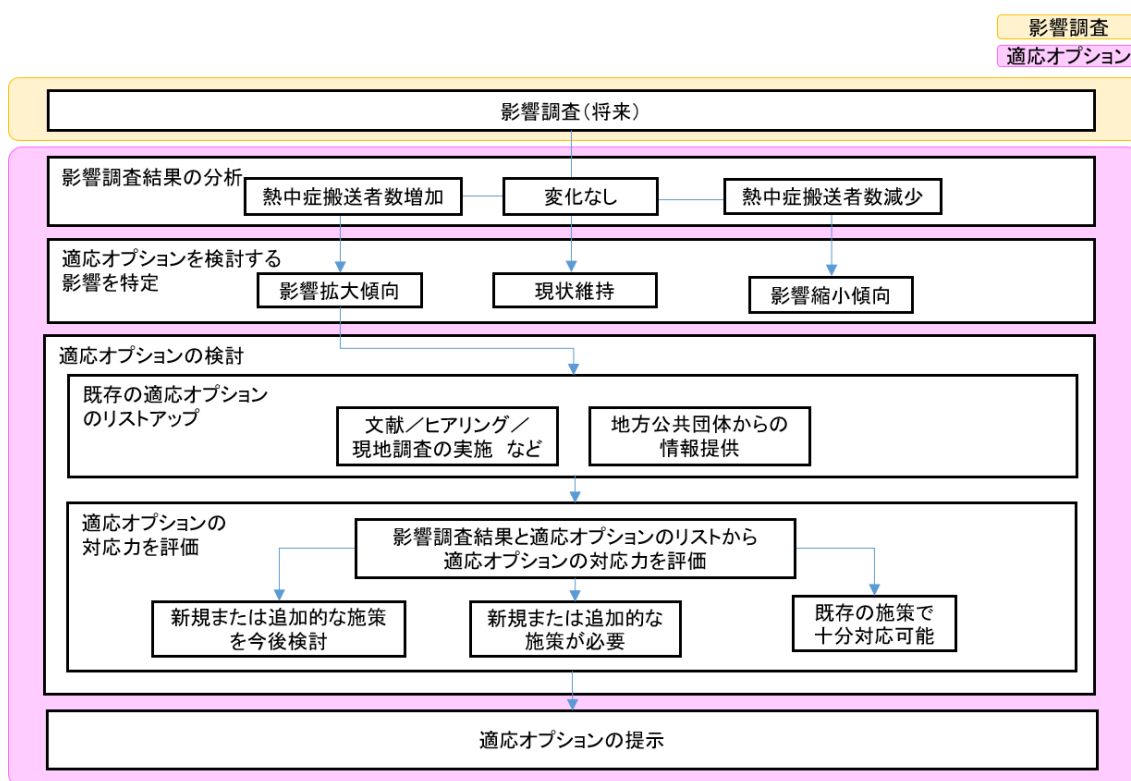 影響調査
適応オプション
影響調査(将来)
影響調査結果の分析
熱中症搬送者数増加
変化なし
熱中症搬送者数減少
適応オプションを検討する
影響を特定
影響拡大傾向
現状維持
影響縮小傾向
適応オプションの検討
既存の適応オプション
のリストアップ
文献/ヒアリング/
現地調査の実施 など
地方公共団体からの
情報提供
適応オプションの
対応力を評価
影響調査結果と適応オプションのリストから
適応オプションの対応力を評価
新規または追加的な施策
を今後検討
新規または追加的な
施策が必要
既存の施策で
十分対応可能
適応オプションの提示